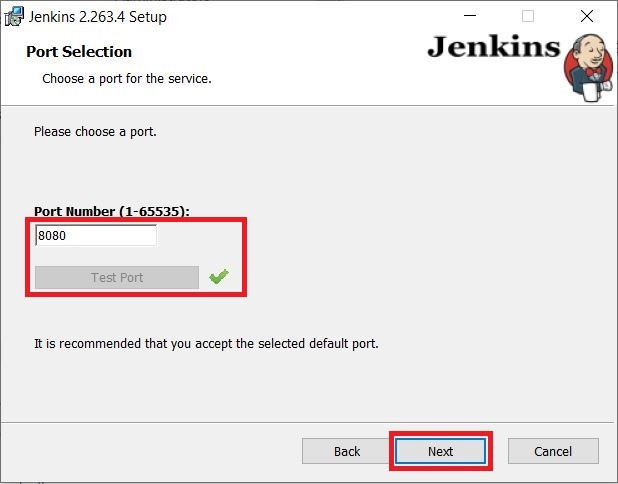 Jenkins 2.263.4 Setup
Port Selection
Choose a port for the service.
Jenkins
Please choose a port.
Port Number (1-65535):
8080
Test Port
It is recommended that you accept the selected default port.
Back
Next
Cancel